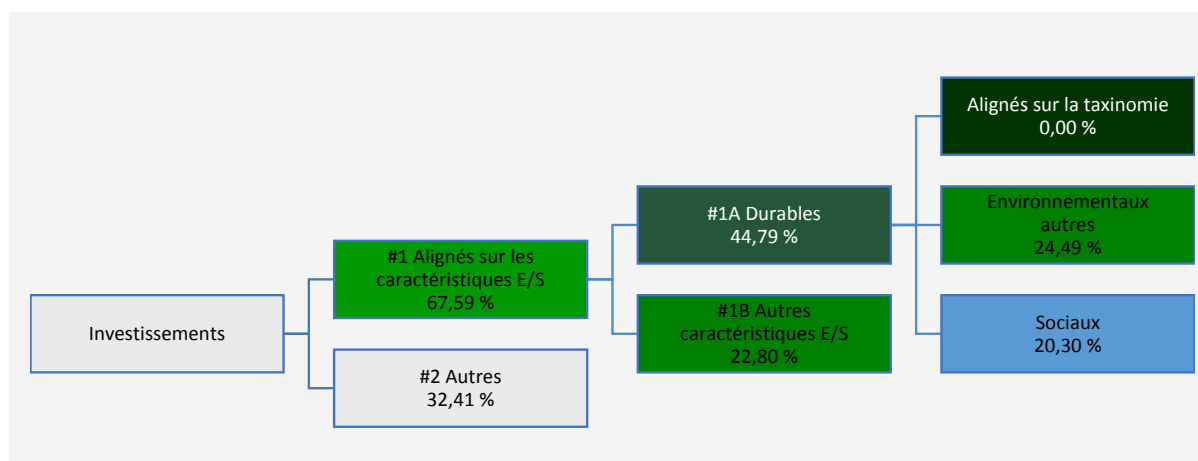 Investissements
#1 Alignés sur les
caractéristiques E/S
67,59 %
#2 Autres
32,41 %
#1A Durables
44,79 %
#1B Autres
caractéristiques E/S
22,80 %
Alignés sur la taxinomie
0,00 %
Environnementaux
autres
24,49 %
Sociaux
20,30 %